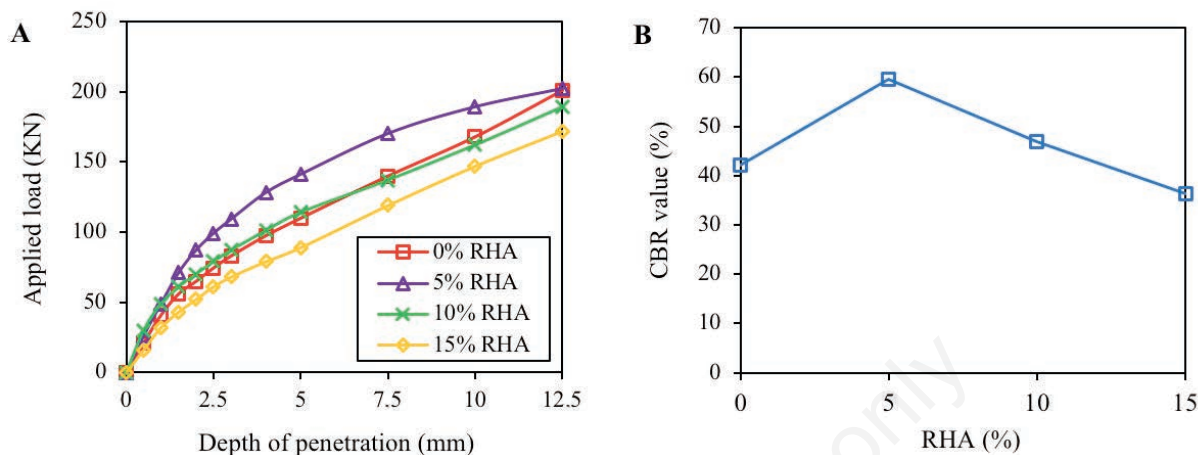 A
250
200
150
100
50
0
Applied load (KN)
0% RHA
5% RHA
10% RHA
15% RHA
0 2.5 5 7.5 10 12.5
Depth of penetration (mm)
B
70
60
50
40
30
20
10
0
CBR value (%)
0 5 10 15
RHA (%)
only